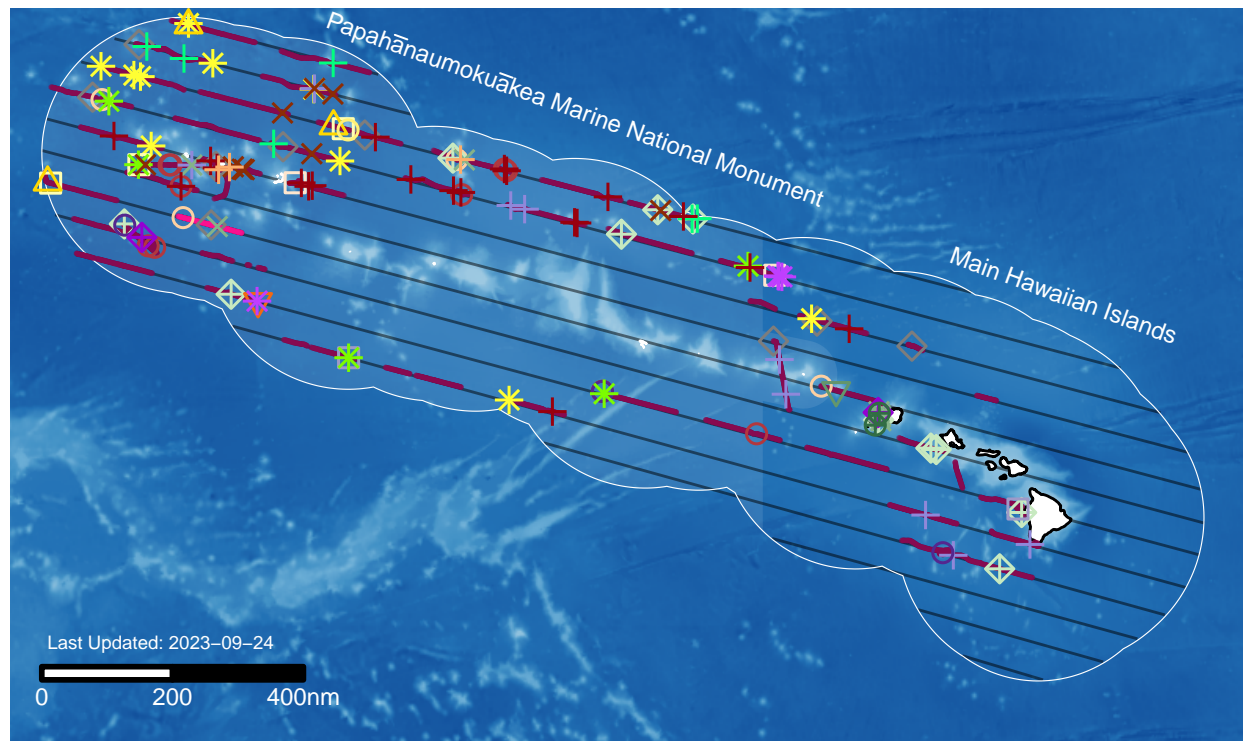 Papahānaumokuākea Marine National Monument
Main Hawaiian Islands
Last Updated: 2023−09−24
0 200 400nm